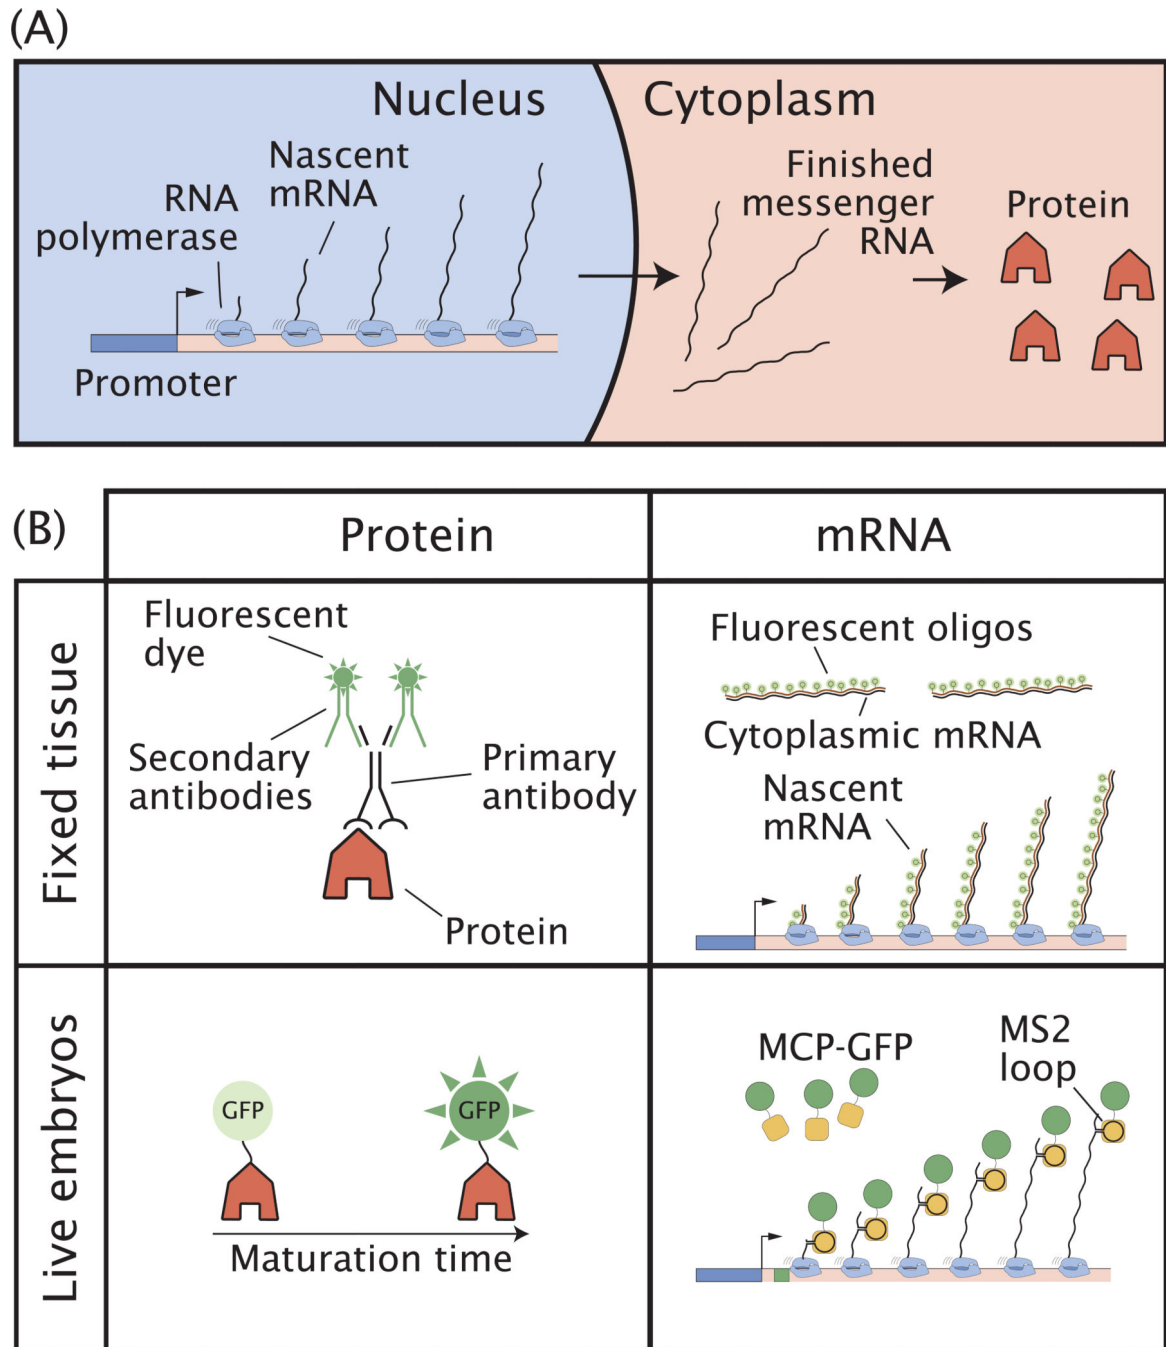 (A)
Nucleus
Cytoplasm
Nascent
mRNA
RNA
polymerase
Promoter
Finished
messenger
RNA
Protein
(B)
Protein
mRNA
Fixed tissue
Fluorescent
dye
Secondary
antibodies
Primary
antibody
Protein
Fluorescent oligos
Cytoplasmic mRNA
Nascent
mRNA
Live embryos
GFP
GFP
Maturation time
MCP-GFP
MS2
loop